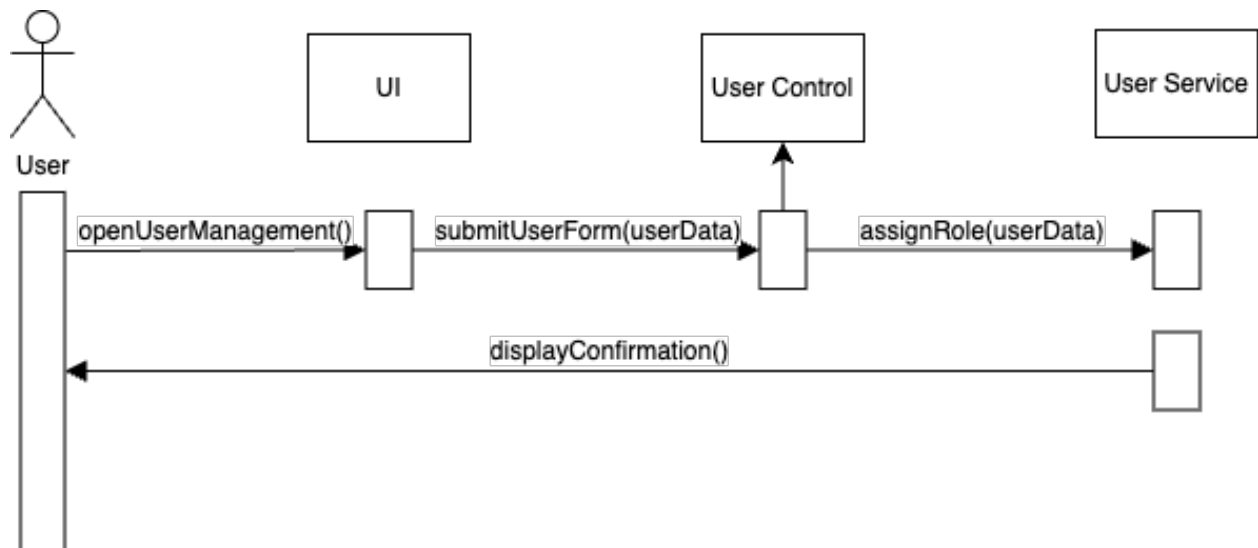 UI
User Control
User Service
User
openUserManagement()
submitUserForm(userData)
assignRole(userData)
displayConfirmation()